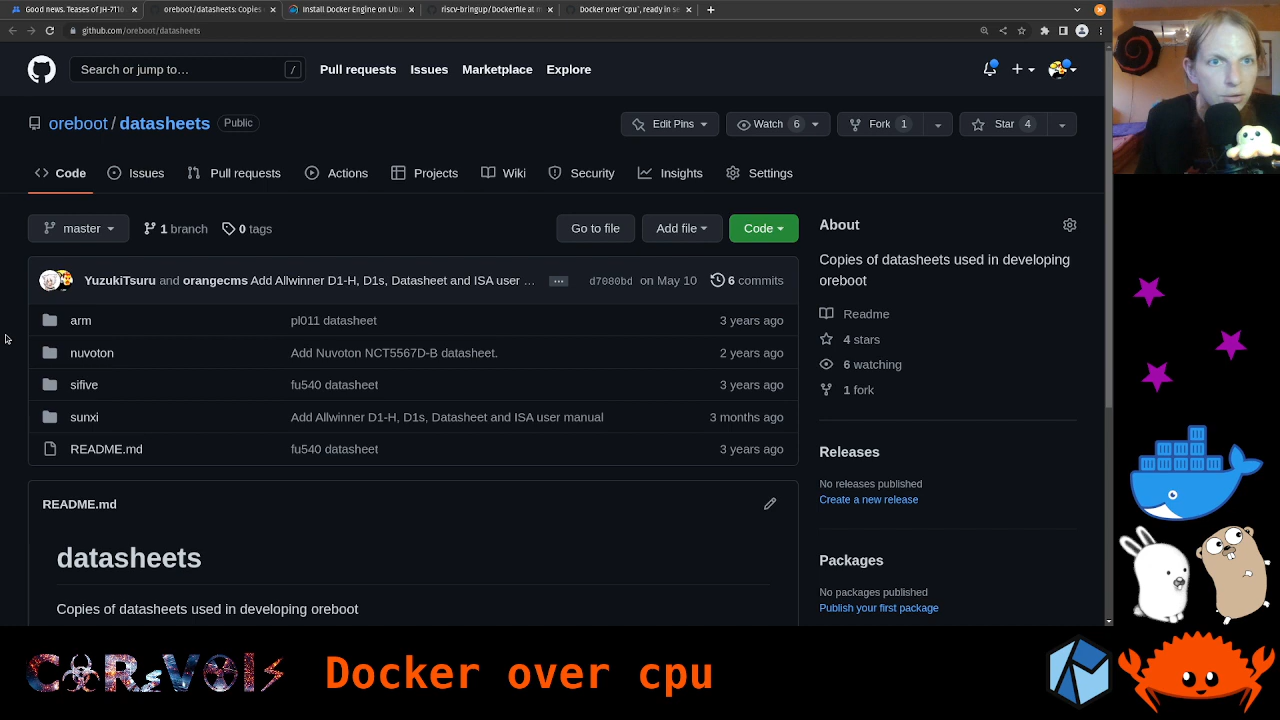 Good news. Teases of JH-7110
oreboot/datasheets: Copies
Install Docker Engine on Ubu
riscv-bringup/Dockerfile at m
Docker over `cpu`, ready in se
github.com/oreboot/datasheets
Search or jump to…
/
Pull requests
Issues
Marketplace
Explore
oreboot / datasheets
Public
Edit Pins
Watch 6
Fork 1
Star 4
Code
Issues
Pull requests
Actions
Projects
Wiki
Security
Insights
Settings
master
1 branch
0 tags
Go to file
Add file
Code
YuzukiTsuru and orangecms Add Allwinner D1-H, D1s, Datasheet and ISA user … ... d7080bd on May 10 6 commits
arm pl011 datasheet 3 years ago
nuvoton Add Nuvoton NCT5567D-B datasheet. 2 years ago
sifive fu540 datasheet 3 years ago
sunxi Add Allwinner D1-H, D1s, Datasheet and ISA user manual 3 months ago
README.md fu540 datasheet 3 years ago
README.md
datasheets
Copies of datasheets used in developing oreboot
About
Copies of datasheets used in developing
oreboot
Readme
4 stars
6 watching
1 fork
Releases
No releases published
Create a new release
Packages
No packages published
Publish your first package
Docker over cpu